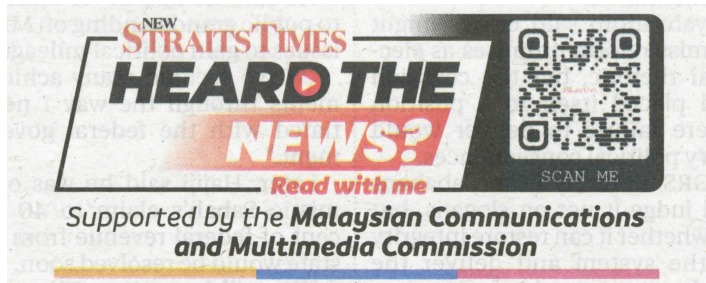 NEW
STRAITS TIMES
HEARD THE
NEWS?
Read with me
SCAN ME
Supported by the Malaysian Communications
and Multimedia Commission